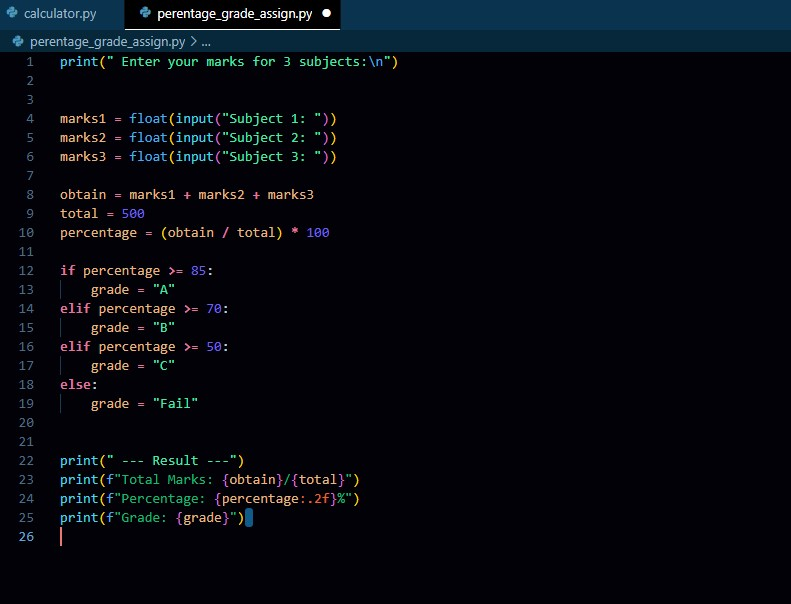 calculator.py
perentage_grade_assign.py
perentage_grade_assign.py > ...
1 print(" Enter your marks for 3 subjects:\n")
2
3
4 marks1 = float(input("Subject 1: "))
5 marks2 = float(input("Subject 2: "))
6 marks3 = float(input("Subject 3: "))
7
8 obtain = marks1 + marks2 + marks3
9 total = 500
10 percentage = (obtain / total) * 100
11
12 if percentage >= 85:
13     grade = "A"
14 elif percentage >= 70:
15     grade = "B"
16 elif percentage >= 50:
17     grade = "C"
18 else:
19     grade = "Fail"
20
21
22 print(" --- Result ---")
23 print(f"Total Marks: {obtain}/{total}")
24 print(f"Percentage: {percentage:.2f}%")
25 print(f"Grade: {grade}")
26